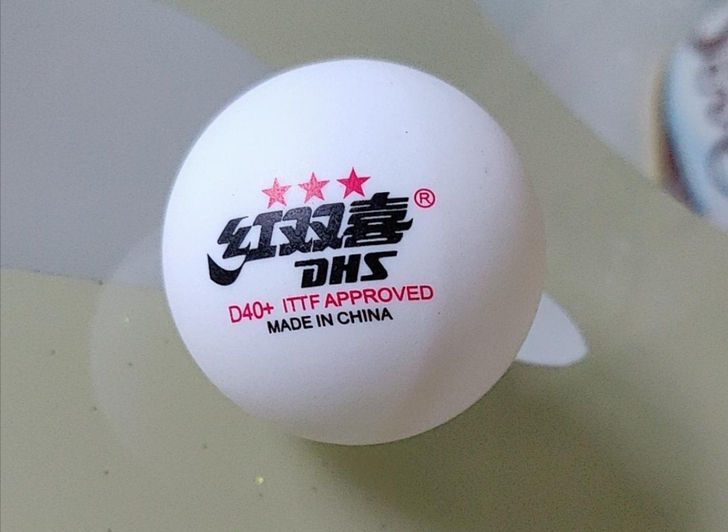 ★★★
红双喜®
DHS
D40+ ITTF APPROVED
MADE IN CHINA